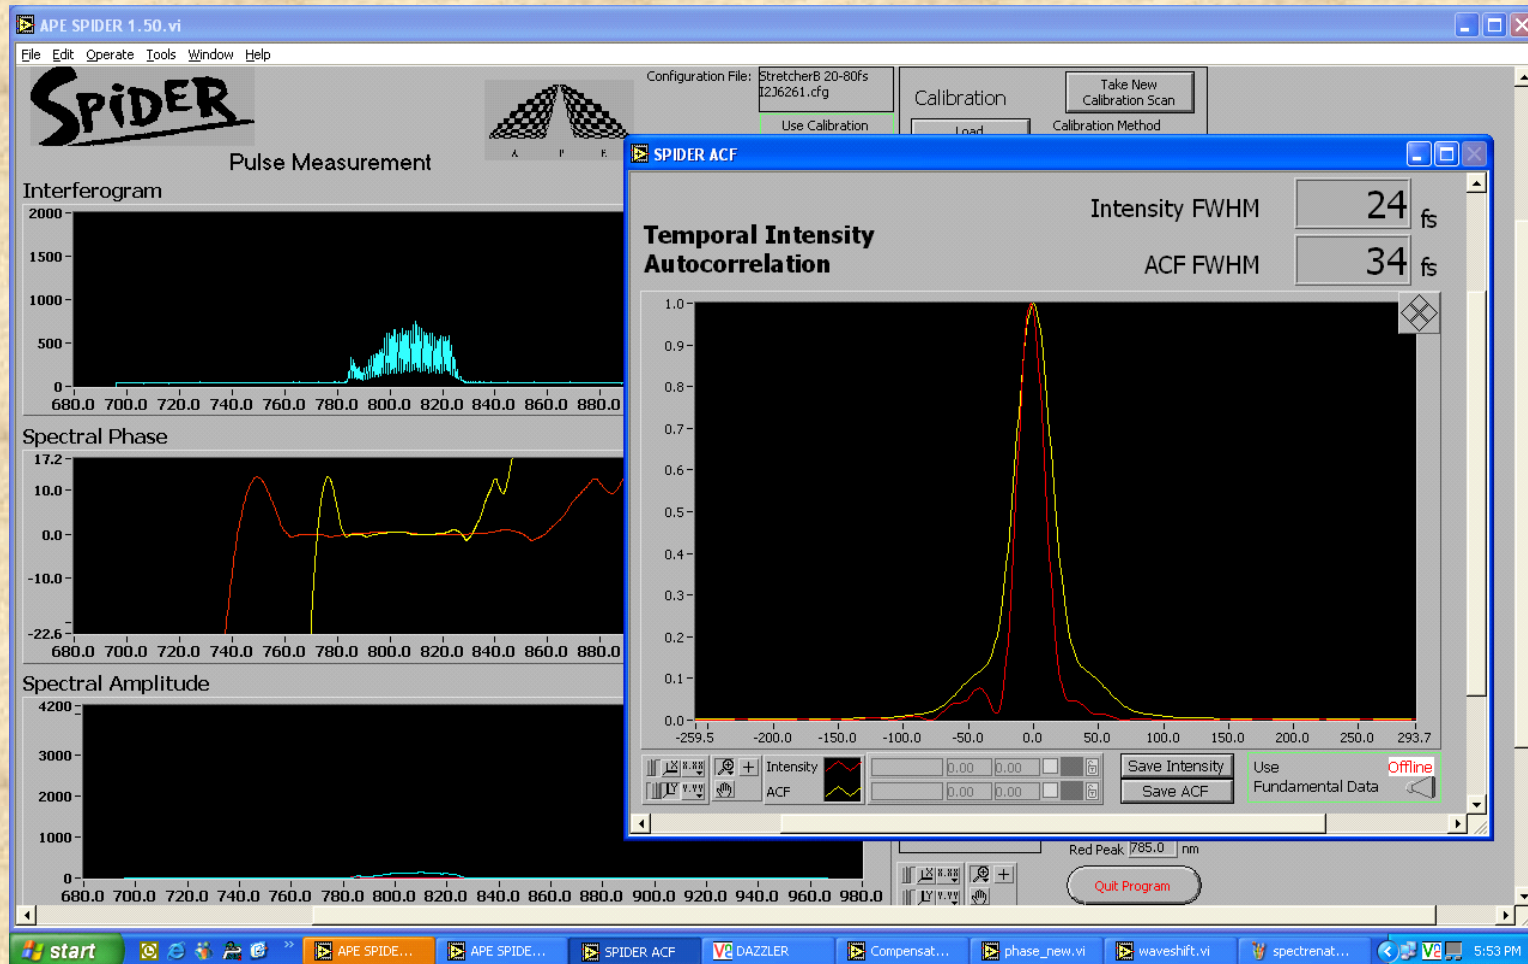 APE SPIDER 1.50.vi
File Edit Operate Tools Window Help
SPiDER
A P E
Pulse Measurement
Configuration File: StretcherB 20-80fs
I2J6261.cfg
Use Calibration
Calibration
Take New
Calibration Scan
Load
Calibration Method
Interferogram
2000
1500
1000
500
0
680.0 700.0 720.0 740.0 760.0 780.0 800.0 820.0 840.0 860.0 880.0
Spectral Phase
17.2
10.0
0.0
-10.0
-22.6
680.0 700.0 720.0 740.0 760.0 780.0 800.0 820.0 840.0 860.0 880.0
Spectral Amplitude
4200
3000
2000
1000
0
680.0 700.0 720.0 740.0 760.0 780.0 800.0 820.0 840.0 860.0 880.0 900.0 920.0 940.0 960.0 980.0
SPIDER ACF
Temporal Intensity
Autocorrelation
Intensity FWHM 24 fs
ACF FWHM 34 fs
1.0
0.9
0.8
0.7
0.6
0.5
0.4
0.3
0.2
0.1
0.0
-259.5 -200.0 -150.0 -100.0 -50.0 0.0 50.0 100.0 150.0 200.0 250.0 293.7
X 8.88 Intensity 0.00 0.00
Y Y.YY ACF 0.00 0.00
Save Intensity
Save ACF
Use
Fundamental Data
Offline
Red Peak 785.0 nm
X 8.88
Y Y.YY
Quit Program
start
APE SPIDE...
APE SPIDE...
SPIDER ACF
DAZZLER
Compensat...
phase_new.vi
waveshift.vi
spectrenat...
5:53 PM